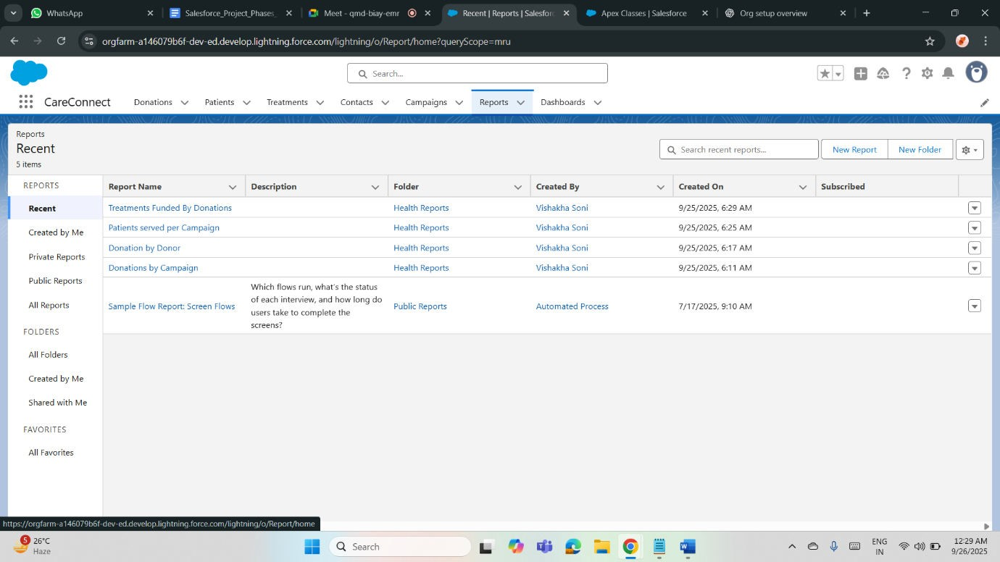 WhatsApp
Salesforce_Project_Phases_
Meet - qmd-biay-emr
Recent | Reports | Salesforc
Apex Classes | Salesforce
Org setup overview
orgfarm-a146079b6f-dev-ed.develop.lightning.force.com/lightning/o/Report/home?queryScope=mru
Search...
CareConnect
Donations
Patients
Treatments
Contacts
Campaigns
Reports
Dashboards
Reports
Recent
5 items
Search recent reports...
New Report
New Folder
REPORTS
Recent
Created by Me
Private Reports
Public Reports
All Reports
FOLDERS
All Folders
Created by Me
Shared with Me
FAVORITES
All Favorites
Report Name Description Folder Created By Created On Subscribed
Treatments Funded By Donations Health Reports Vishakha Soni 9/25/2025, 6:29 AM
Patients served per Campaign Health Reports Vishakha Soni 9/25/2025, 6:25 AM
Donation by Donor Health Reports Vishakha Soni 9/25/2025, 6:17 AM
Donations by Campaign Health Reports Vishakha Soni 9/25/2025, 6:11 AM
Sample Flow Report: Screen Flows
Which flows run, what's the status
of each interview, and how long do
users take to complete the
screens?
Public Reports Automated Process 7/17/2025, 9:10 AM
https://orgfarm-a146079b6f-dev-ed.develop.lightning.force.com/lightning/o/Report/home
5
26°C
Haze
Search
ENG
IN
12:29 AM
9/26/2025